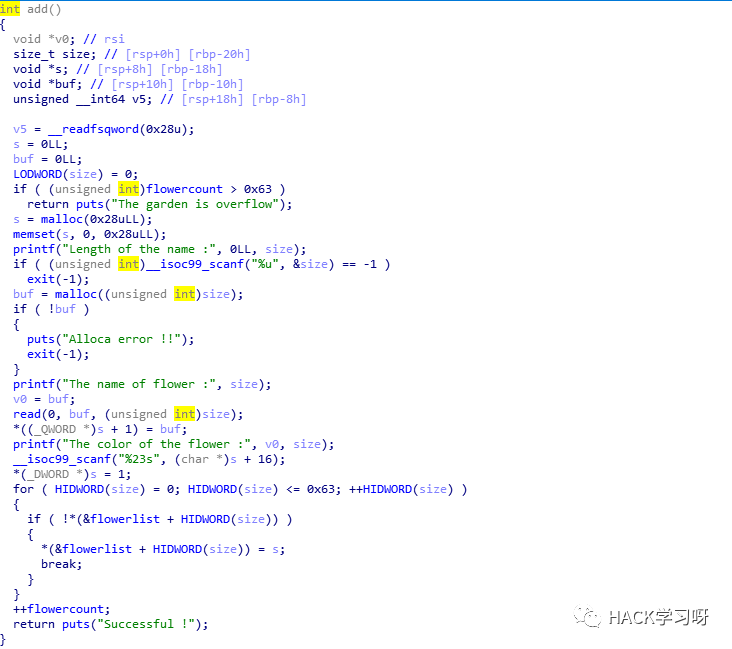 int add()
{
  void *v0; // rsi
  size_t size; // [rsp+0h] [rbp-20h]
  void *s; // [rsp+8h] [rbp-18h]
  void *buf; // [rsp+10h] [rbp-10h]
  unsigned __int64 v5; // [rsp+18h] [rbp-8h]

  v5 = __readfsqword(0x28u);
  s = 0LL;
  buf = 0LL;
  LODWORD(size) = 0;
  if ( (unsigned int)flowercount > 0x63 )
    return puts("The garden is overflow");
  s = malloc(0x28uLL);
  memset(s, 0, 0x28uLL);
  printf("Length of the name :", 0LL, size);
  if ( (unsigned int)__isoc99_scanf("%u", &size) == -1 )
    exit(-1);
  buf = malloc((unsigned int)size);
  if ( !buf )
  {
    puts("Alloca error !!");
    exit(-1);
  }
  printf("The name of flower :", size);
  v0 = buf;
  read(0, buf, (unsigned int)size);
  *((_QWORD *)s + 1) = buf;
  printf("The color of the flower :", v0, size);
  __isoc99_scanf("%23s", (char *)s + 16);
  *(_DWORD *)s = 1;
  for ( HIDWORD(size) = 0; HIDWORD(size) <= 0x63; ++HIDWORD(size) )
  {
    if ( !*(&flowerlist + HIDWORD(size)) )
    {
      *(&flowerlist + HIDWORD(size)) = s;
      break;
    }
  }
  ++flowercount;
  return puts("Successful !");
}
HACK学习呀